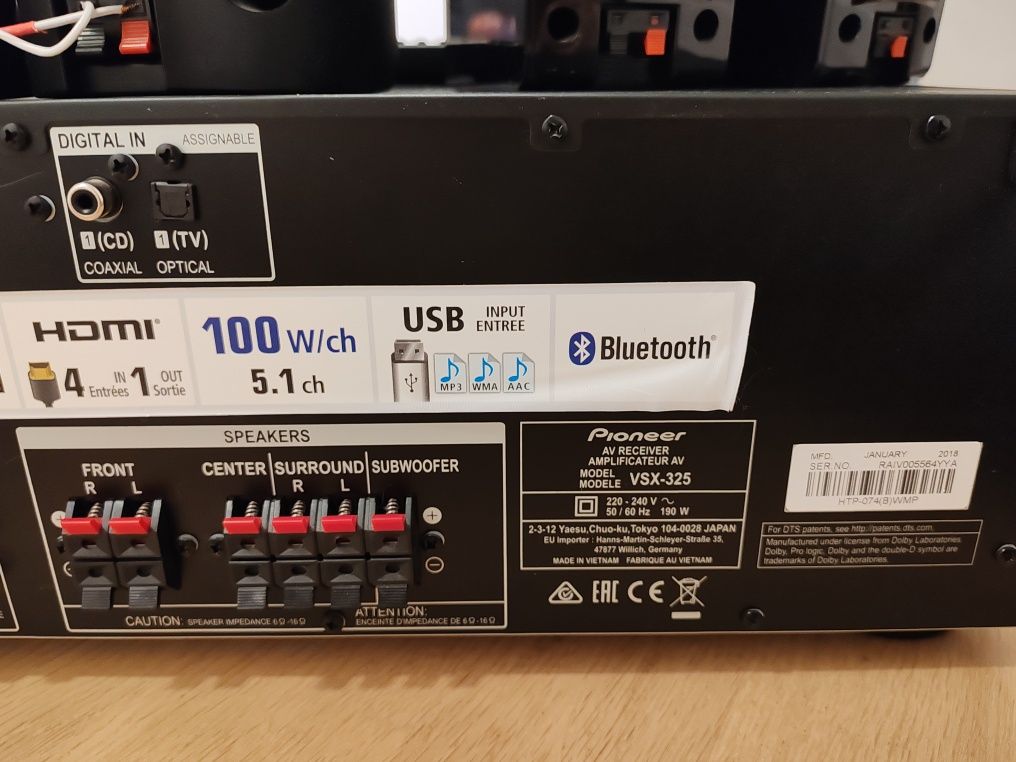 DIGITAL IN ASSIGNABLE
1 (CD) 1 (TV)
COAXIAL OPTICAL
HDMI
4 IN Entrées 1 OUT Sortie
100 W/ch
5.1 ch
USB INPUT ENTREE
MP3 WMA AAC
Bluetooth
SPEAKERS
FRONT CENTER SURROUND SUBWOOFER
R L R L
+
-
CAUTION: SPEAKER IMPEDANCE 6Ω-16Ω
ATTENTION:
ENCEINTE D'IMPEDANCE DE 6Ω-16Ω
Pioneer
AV RECEIVER
AMPLIFICATEUR AV
MODEL
MODELE VSX-325
220 - 240 V ~
50 / 60 Hz 190 W
2-3-12 Yaesu,Chuo-ku,Tokyo 104-0028 JAPAN
EU Importer : Hanns-Martin-Schleyer-Straße 35,
47877 Willich, Germany
MADE IN VIETNAM FABRIQUE AU VIETNAM
EAC CE
MFD. JANUARY 2018
SER.NO. RAIV005564YYA
HTP-074(B)WMP
For DTS patents, see http://patents.dts.com.
Manufactured under license from Dolby Laboratories.
Dolby, Pro logic, Dolby and the double-D symbol are
trademarks of Dolby Laboratories.